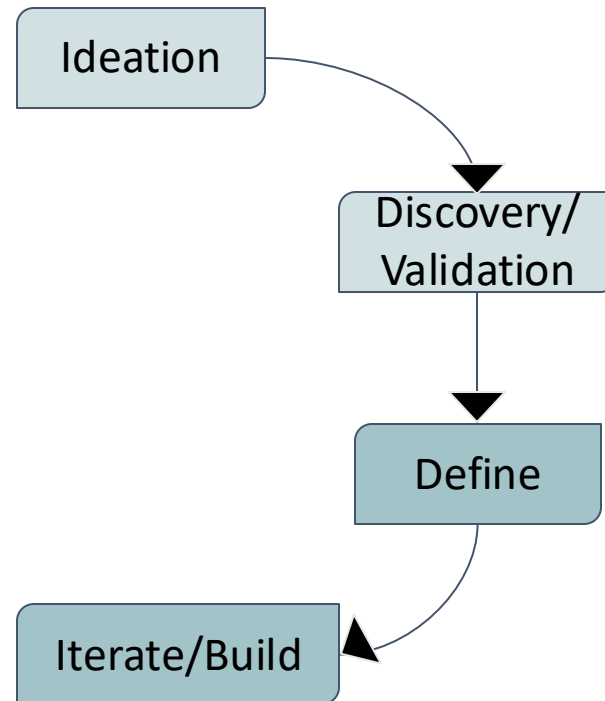 Ideation
Discovery/
Validation
Define
Iterate/Build